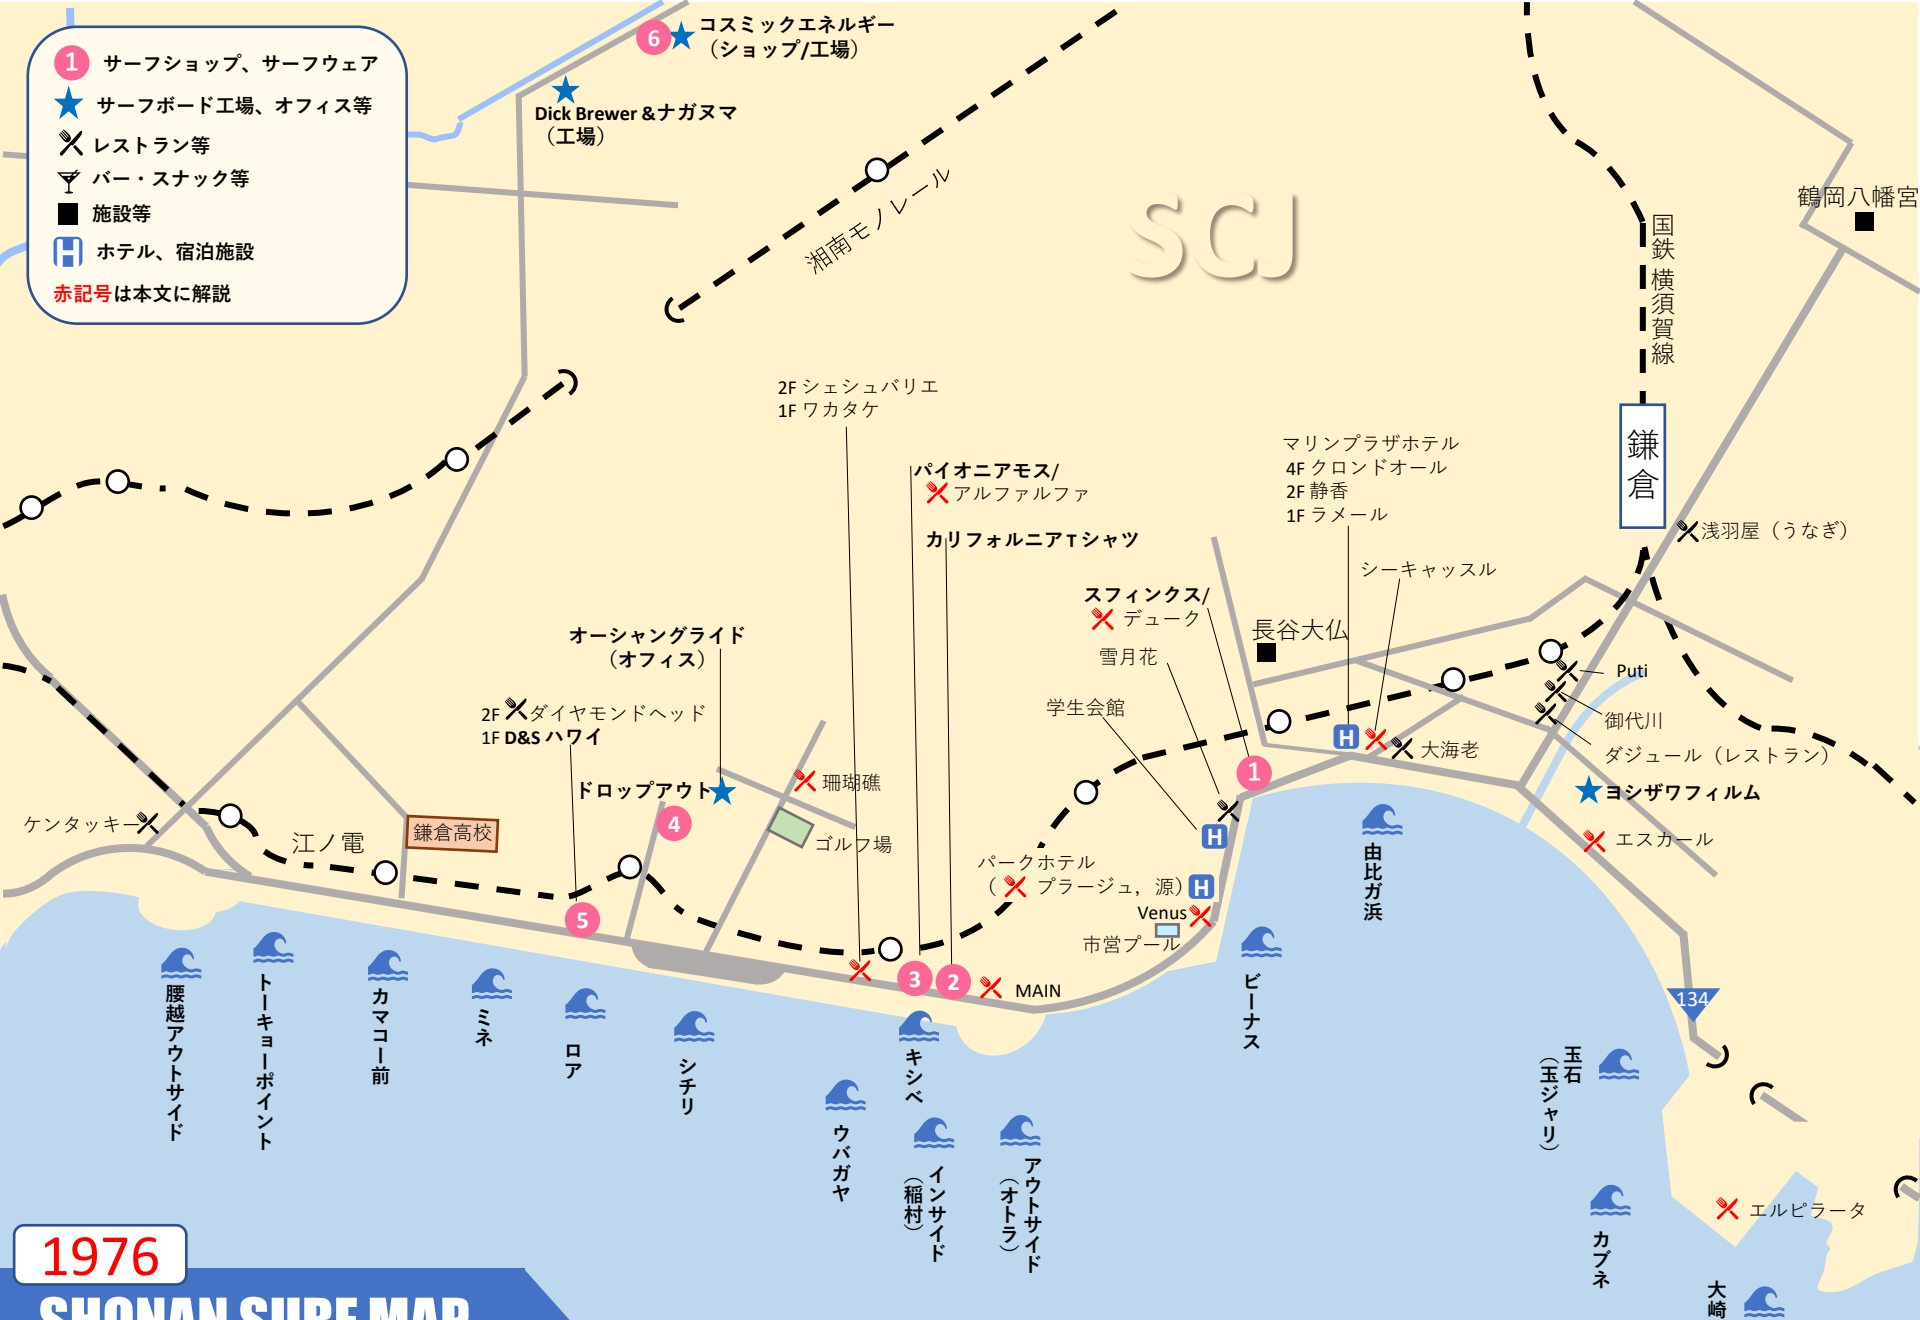 1 サーフショップ、サーフウェア
サーフボード工場、オフィス等
レストラン等
バー・スナック等
施設等
H ホテル、宿泊施設
赤記号は本文に解説
6 コスミックエネルギー
（ショップ/工場）
Dick Brewer &ナガヌマ
（工場）
湘南モノレール
SCJ
国鉄 横須賀線
鶴岡八幡宮
鎌倉
2F シェシュバリエ
1F ワカタケ
パイオニアモス/
アルファルファ
カリフォルニアTシャツ
マリンプラザホテル
4F クロンドオール
2F 静香
1F ラメール
浅羽屋（うなぎ）
シーキャッスル
スフィンクス/
デューク
長谷大仏
雪月花
学生会館
オーシャングライド
（オフィス）
2F ダイヤモンドヘッド
1F D&S ハワイ
Puti
御代川
ダジュール（レストラン）
H
大海老
1
ドロップアウト
4
珊瑚礁
ゴルフ場
ヨシザワフィルム
エスカール
ケンタッキー
江ノ電
鎌倉高校
H
パークホテル
（ プラージュ, 源）
H
Venus
市営プール
5
3
2
MAIN
134
由比ガ浜
ビーナス
腰越アウトサイド
トーキョーポイント
カマコー前
ミネ
ロア
シチリ
ウバガヤ
キシベ
インサイド
（稲村）
アウトサイド
（オトラ）
玉石
（玉ジャリ）
カブネ
エルピラータ
大崎
1976
SHONAN SURF MAP